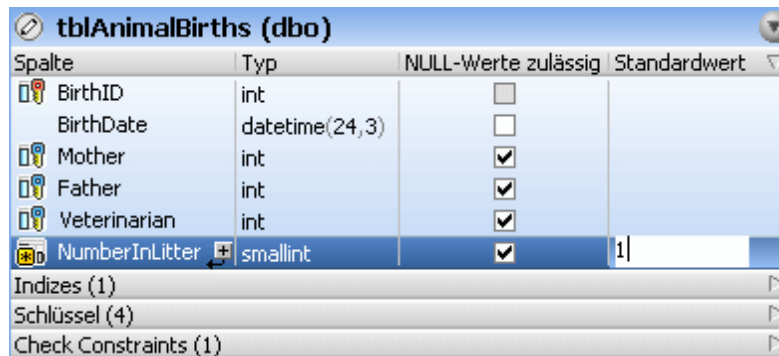 tblAnimalBirths (dbo)
Spalte Typ NULL-Werte zulässig Standardwert
BirthID int
BirthDate datetime(24,3)
Mother int
Father int
Veterinarian int
NumberInLitter smallint 1
Indizes (1)
Schlüssel (4)
Check Constraints (1)